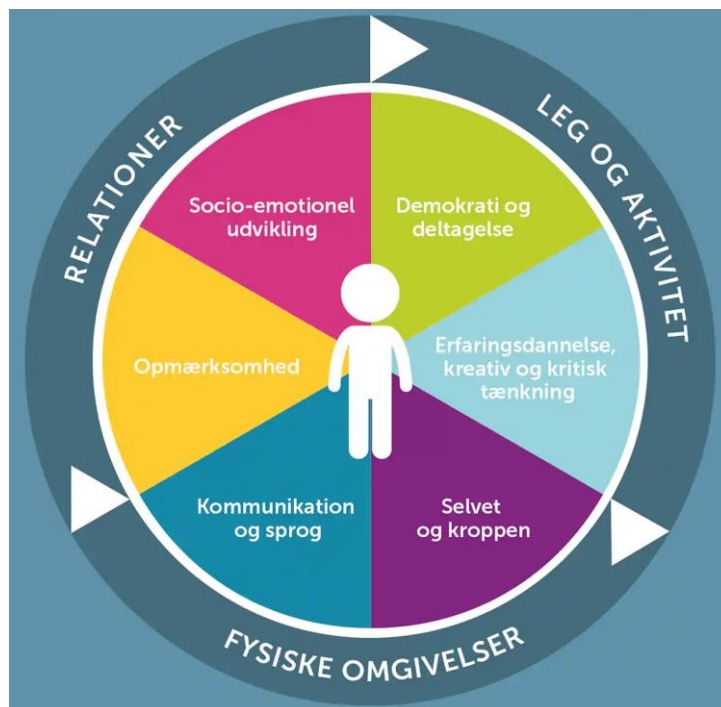 RELATIONER
LEG OG AKTIVITET
Socio-emotionel
udvikling
Demokrati og
deltagelse
Opmærksomhed
Erfaringsdannelse,
kreativ og kritisk
tænkning
Kommunikation
og sprog
Selvet
og kroppen
FYSISKE OMGIVELSER